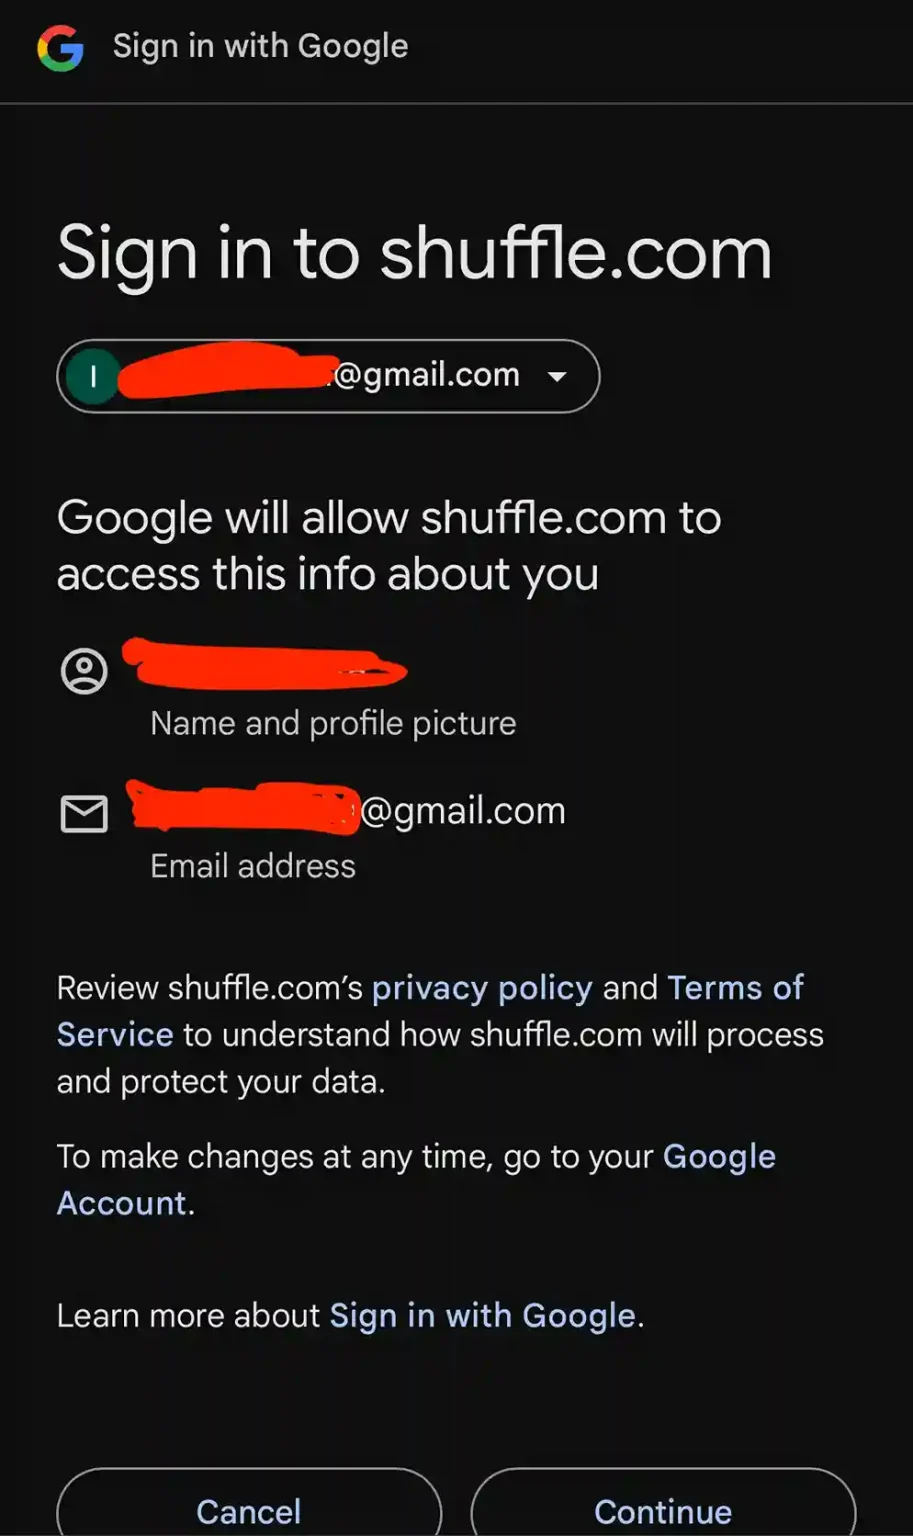 Sign in with Google
Sign in to shuffle.com
I
@gmail.com
Google will allow shuffle.com to
access this info about you
Name and profile picture
@gmail.com
Email address
Review shuffle.com's privacy policy and Terms of
Service to understand how shuffle.com will process
and protect your data.
To make changes at any time, go to your Google
Account.
Learn more about Sign in with Google.
Cancel
Continue